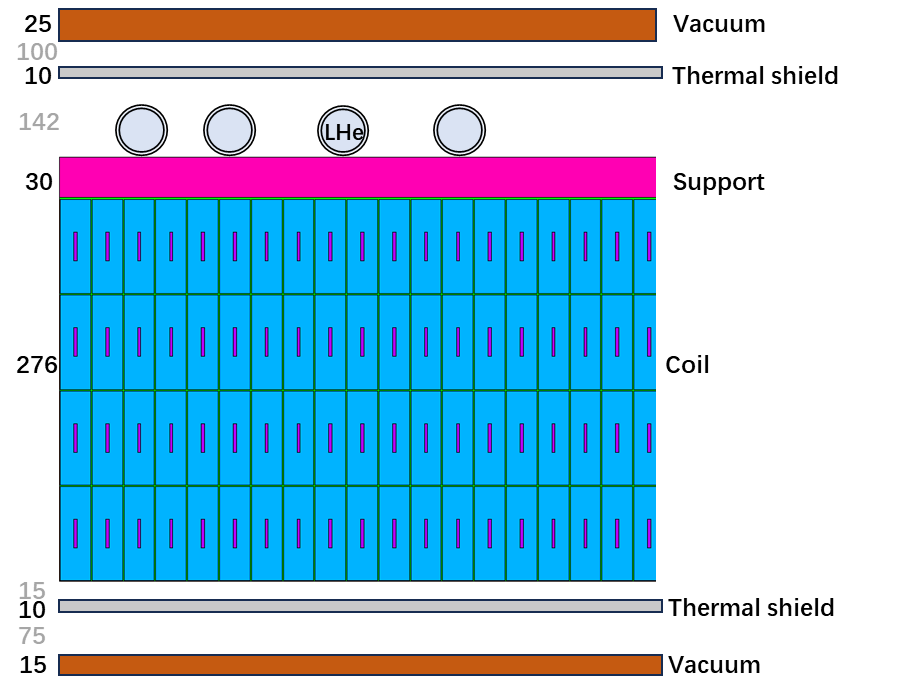 25 Vacuum
100
10 Thermal shield
142
LHe
30 Support
276 Coil
15
10 Thermal shield
75
15 Vacuum